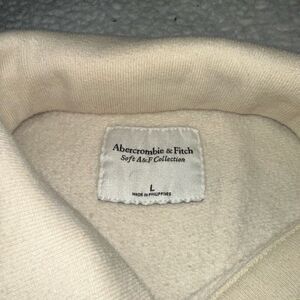 Abercrombie & Fitch
Soft A&F Collection
L
MADE IN PHILIPPINES